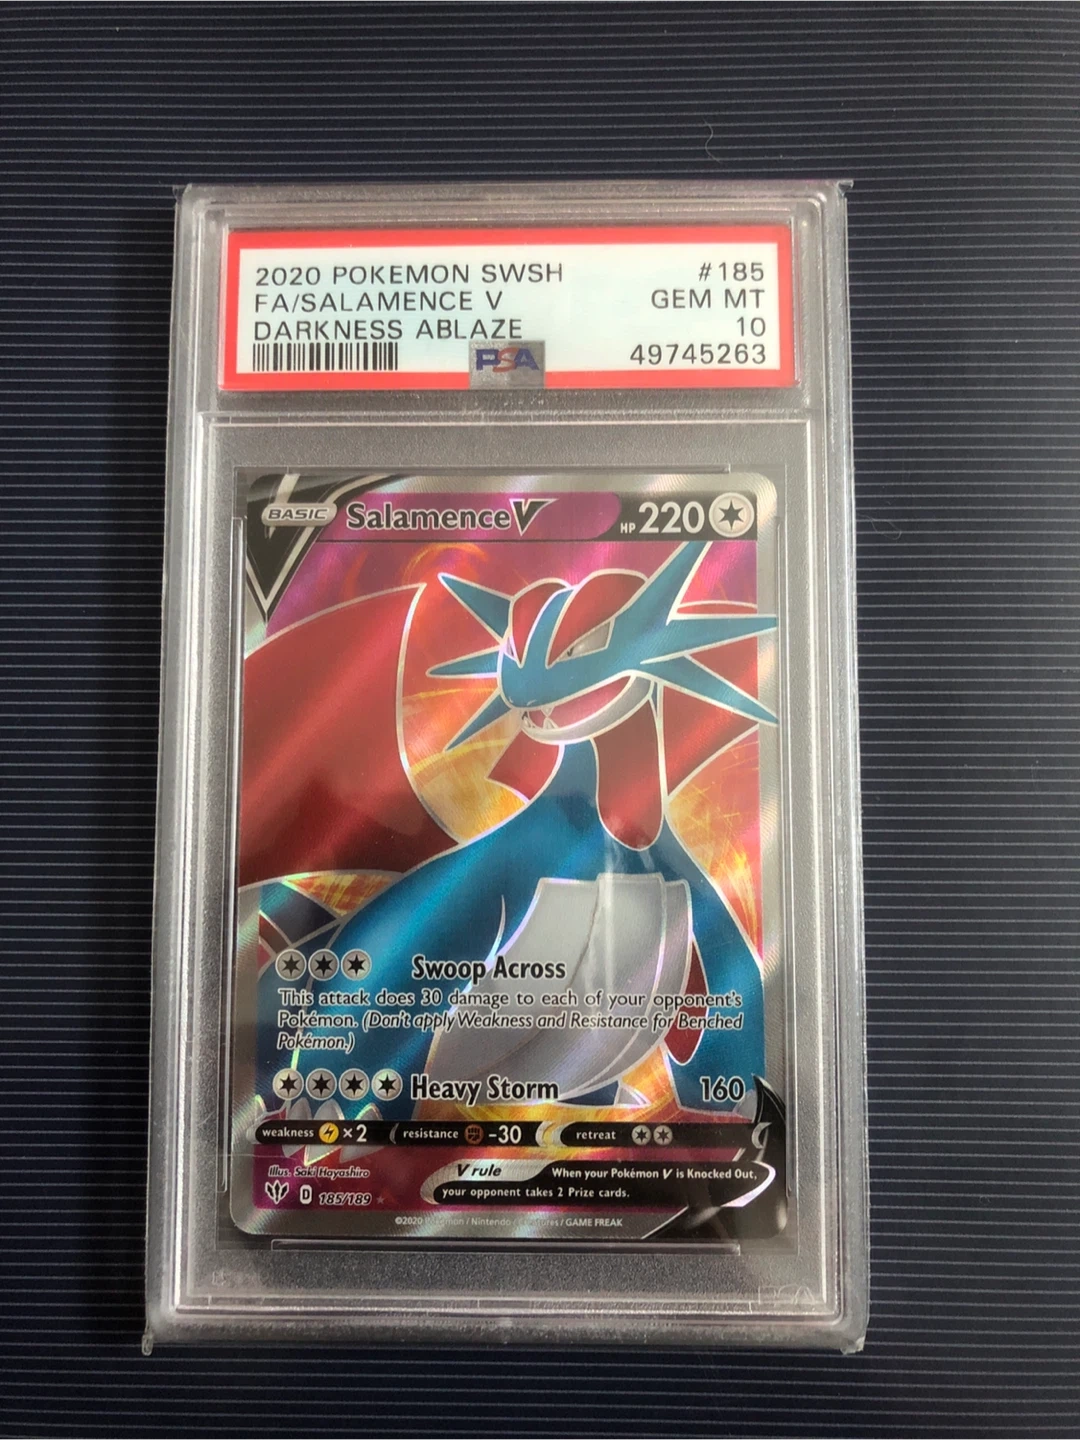 2020 POKEMON SWSH #185
FA/SALAMENCE V GEM MT
DARKNESS ABLAZE 10
PSA 49745263
BASIC Salamence V HP 220
Swoop Across
This attack does 30 damage to each of your opponent's
Pokémon. (Don't apply Weakness and Resistance for Benched
Pokémon.)
Heavy Storm 160
weakness ×2 resistance -30 retreat
Illus. Saki Hayashiro
V rule When your Pokémon V is Knocked Out,
your opponent takes 2 Prize cards.
D 185/189
©2020 Pokémon / Nintendo / Creatures / GAME FREAK